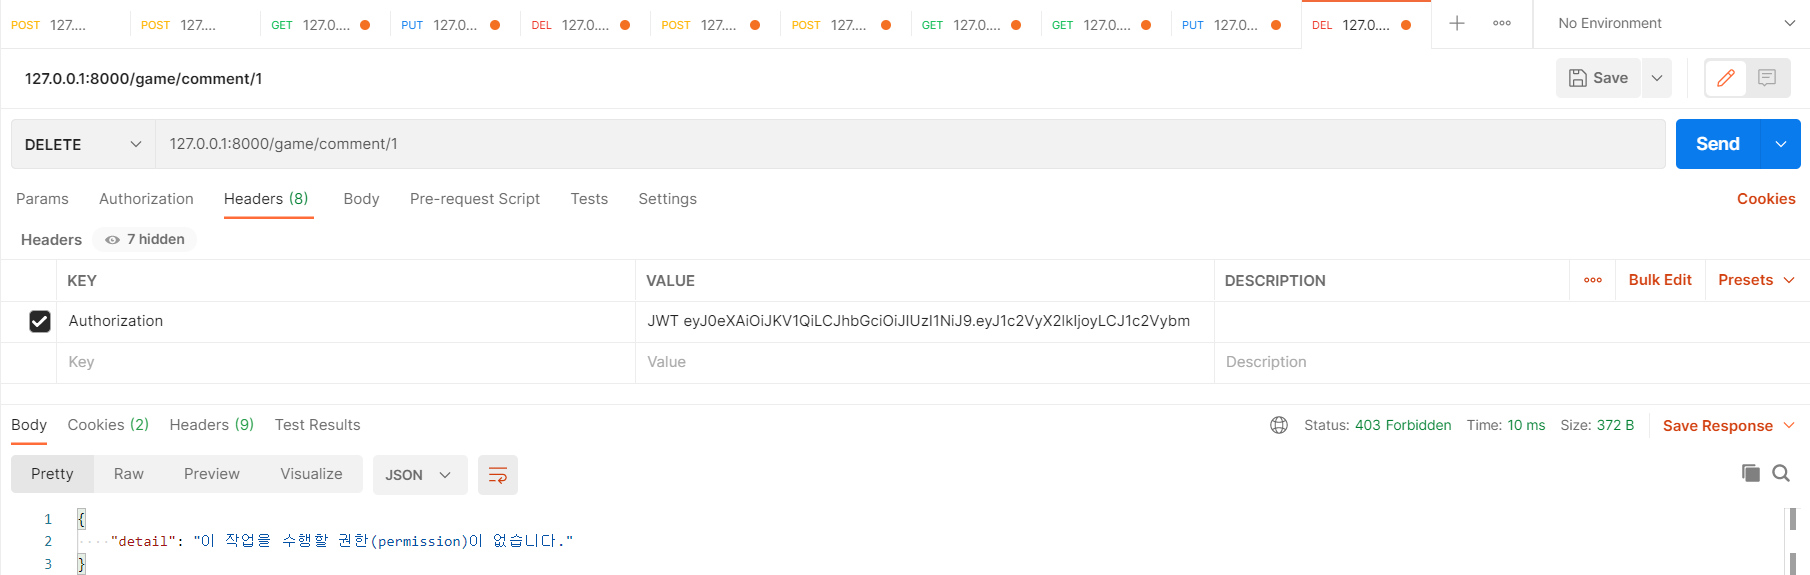 POST 127.... POST 127.... GET 127.0.... PUT 127.0... DEL 127.0.... POST 127.... POST 127.... GET 127.0.... GET 127.0.... PUT 127.0... DEL 127.0.... No Environment
127.0.0.1:8000/game/comment/1 Save
DELETE 127.0.0.1:8000/game/comment/1 Send
Params Authorization Headers (8) Body Pre-request Script Tests Settings Cookies
Headers 7 hidden
KEY VALUE DESCRIPTION Bulk Edit Presets
Authorization JWT eyJ0eXAiOiJKV1QiLCJhbGciOiJIUzI1NiJ9.eyJ1c2VyX2lkIjoyLCJ1c2Vybm
Key Value Description
Body Cookies (2) Headers (9) Test Results Status: 403 Forbidden Time: 10 ms Size: 372 B Save Response
Pretty Raw Preview Visualize JSON
1 {
2 "detail": "이 작업을 수행할 권한(permission)이 없습니다."
3 }